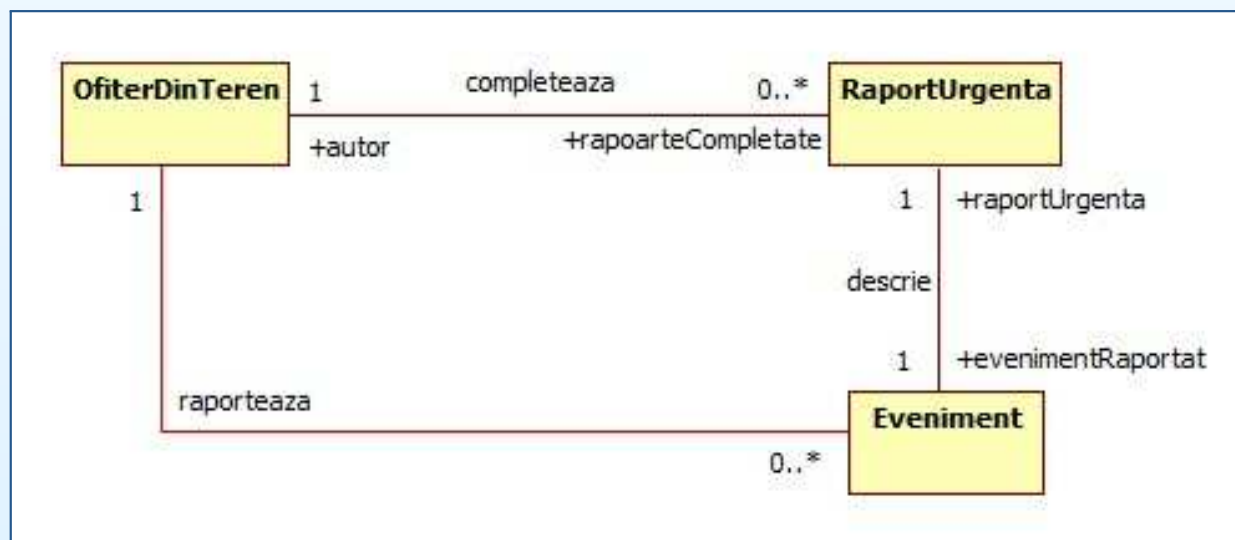 OfiterDinTeren
1
completeaza
0..*
RaportUrgenta
+autor
+rapoarteCompletate
1
1
+raportUrgenta
descrie
1
+evenimentRaportat
raporteaza
Eveniment
0..*